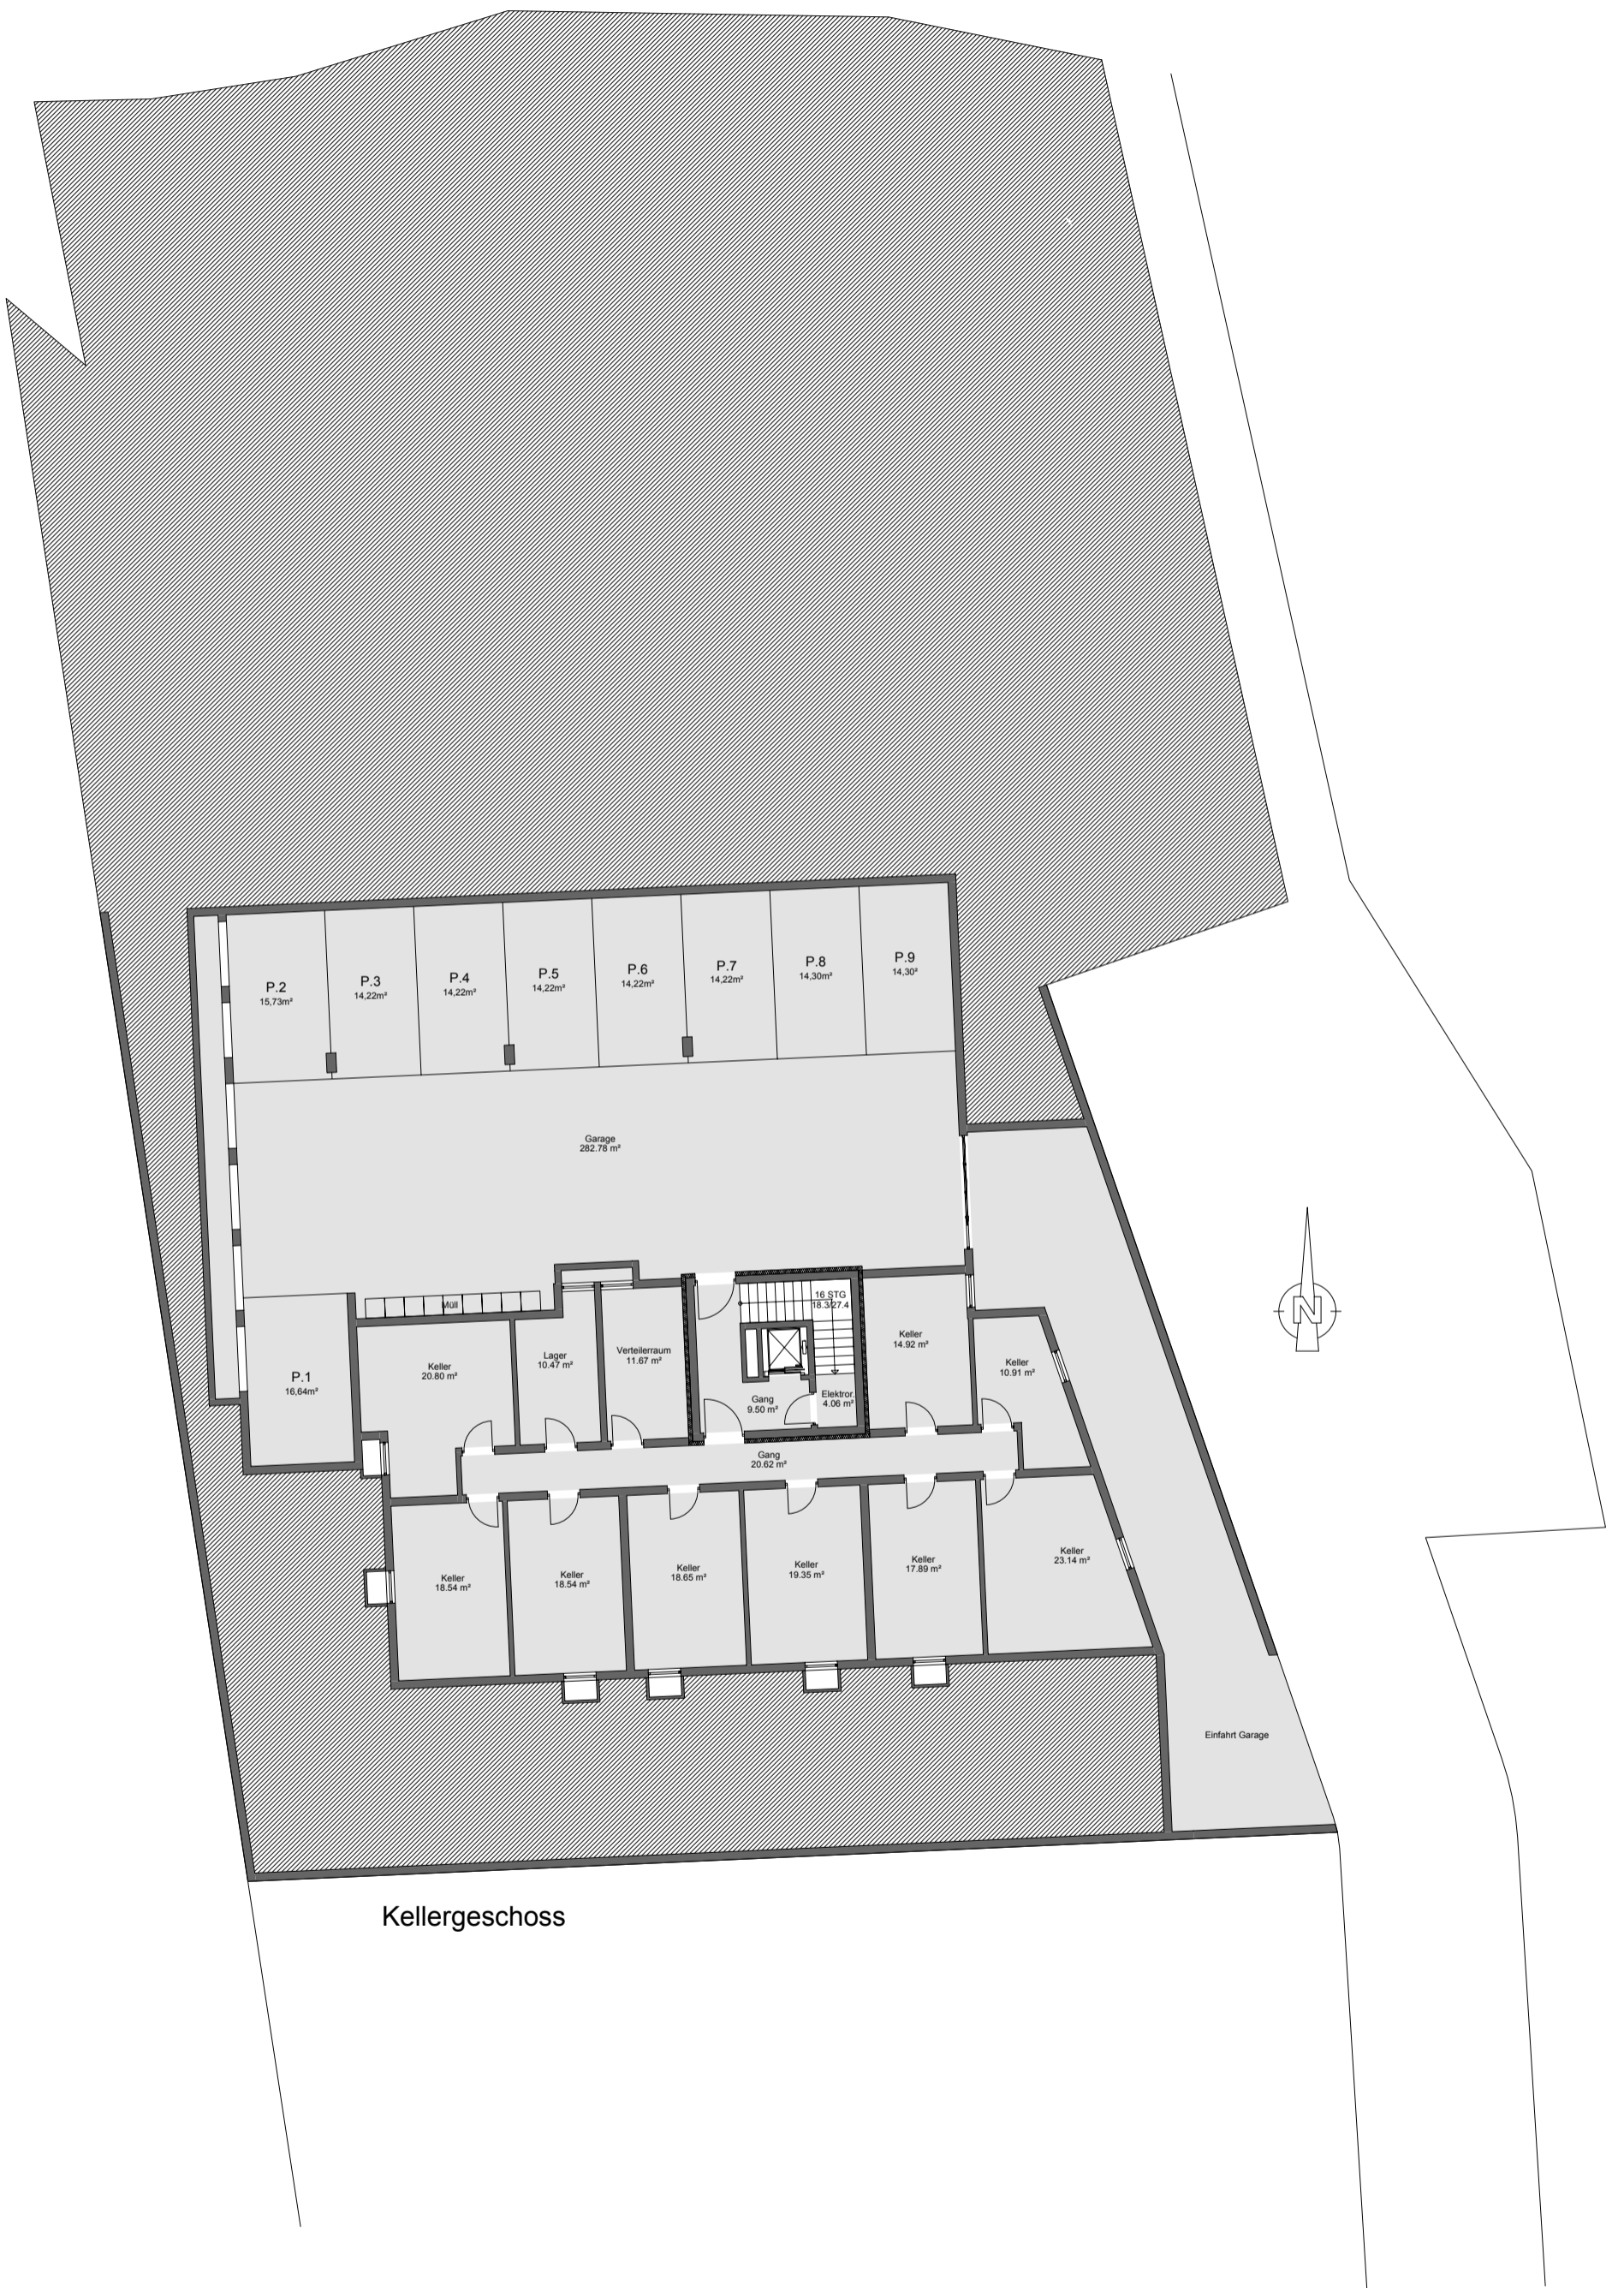 P.2
15,73m²
P.3
14,22m²
P.4
14,22m²
P.5
14,22m²
P.6
14,22m²
P.7
14,22m²
P.8
14,30m²
P.9
14,30²
Garage
282.78 m²
Müll
16 STG
18.3/27.4
P.1
16,64m²
Keller
20.80 m²
Lager
10.47 m²
Verteilerraum
11.67 m²
Gang
9.50 m²
Elektror.
4.06 m²
Keller
14.92 m²
Keller
10.91 m²
Gang
20.62 m²
Keller
18.54 m²
Keller
18.54 m²
Keller
18.65 m²
Keller
19.35 m²
Keller
17.89 m²
Keller
23.14 m²
N
Einfahrt Garage
Kellergeschoss